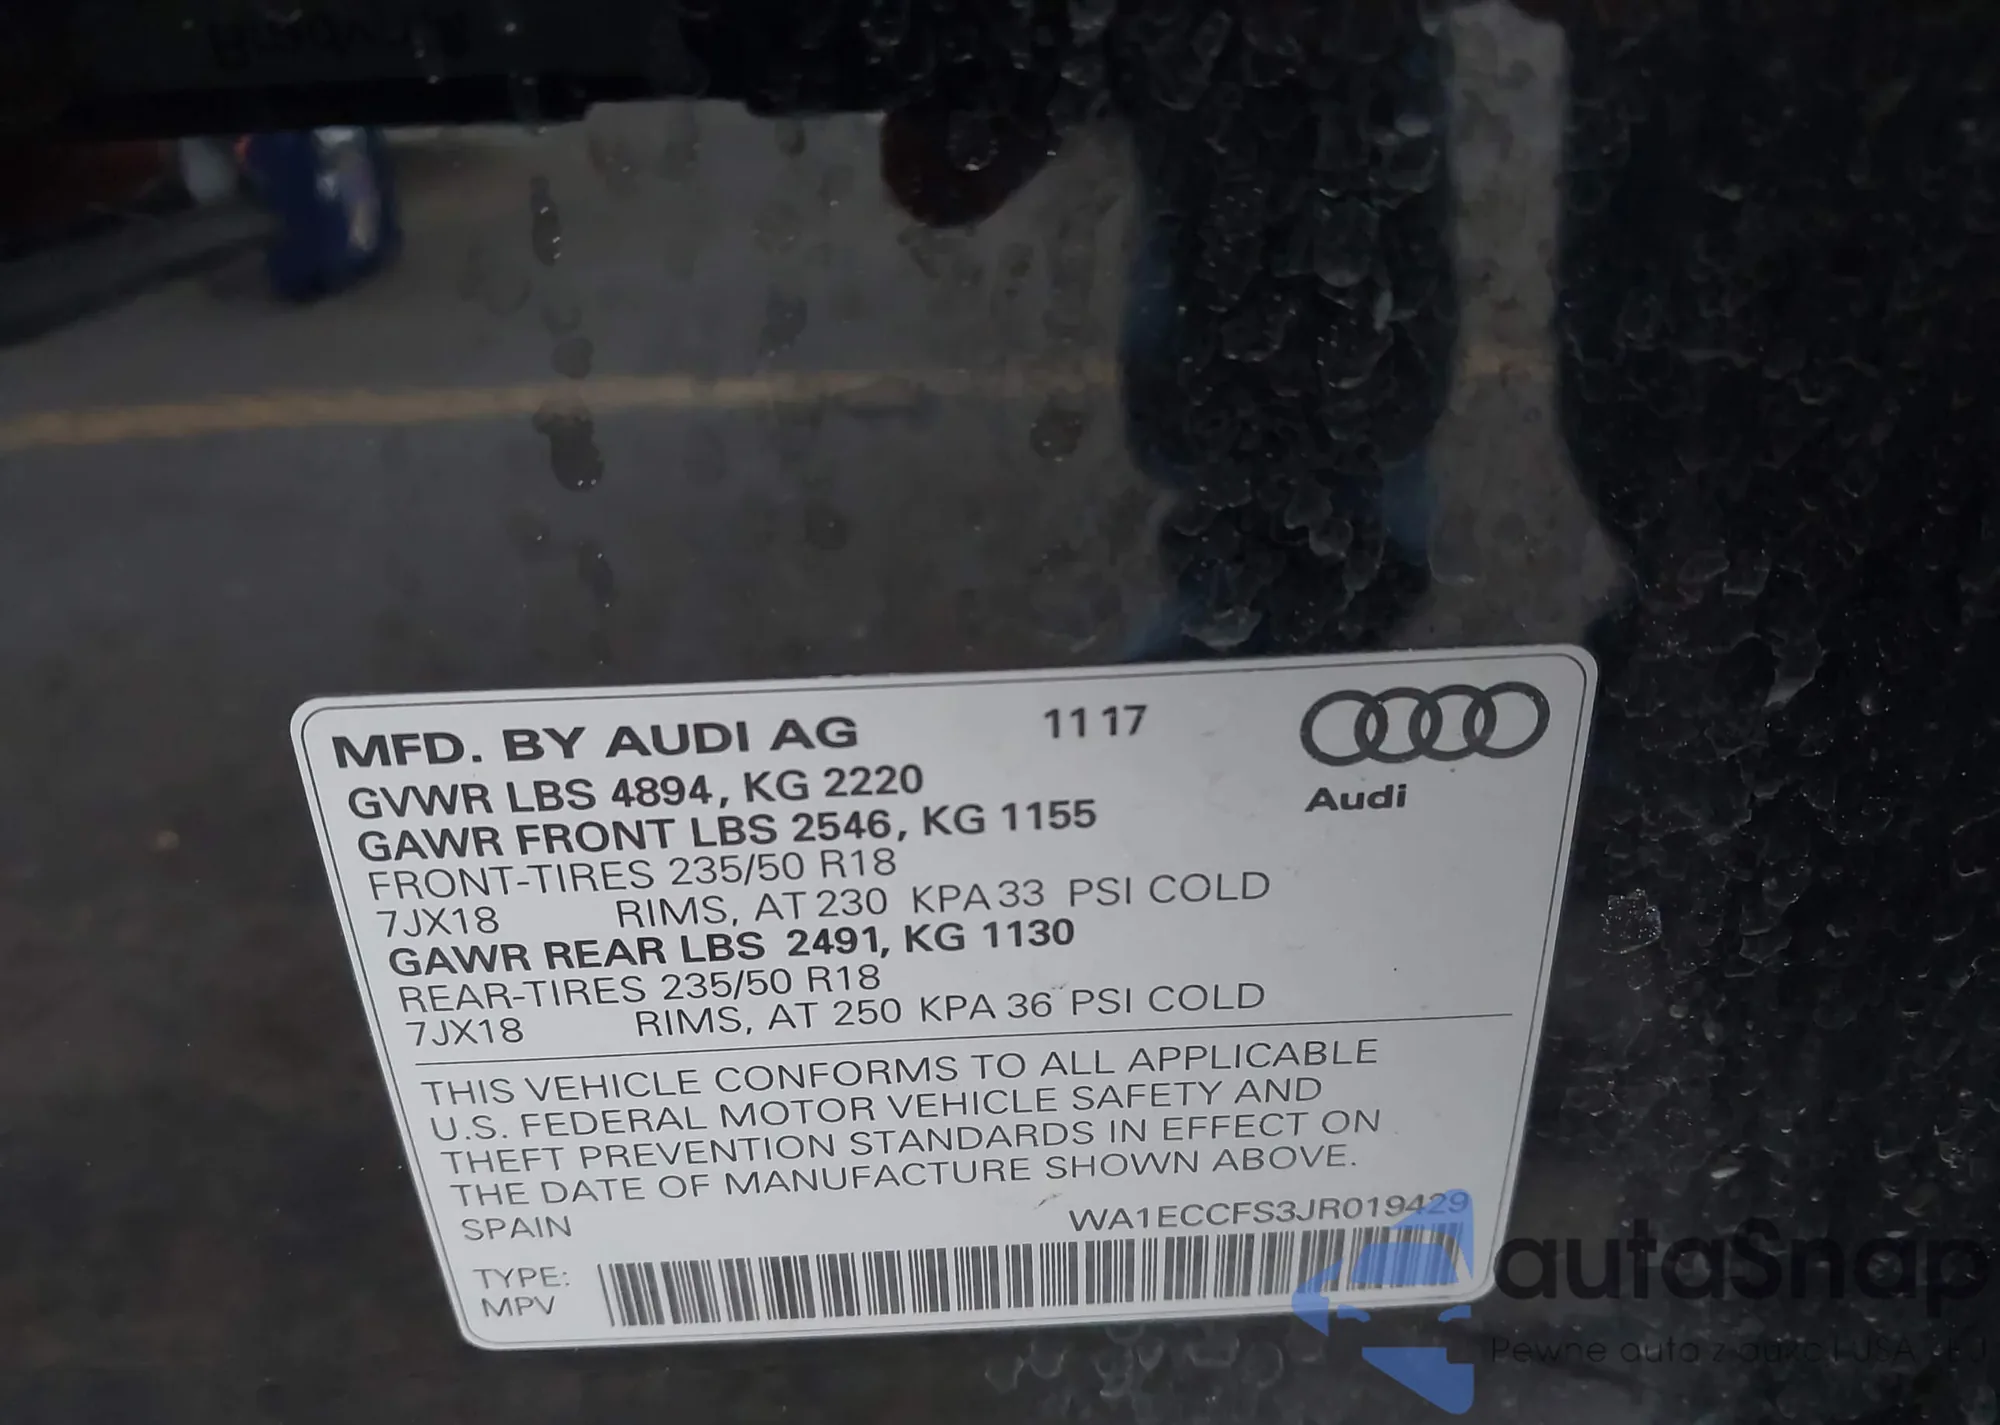 MFD. BY AUDI AG 11 17
GVWR LBS 4894, KG 2220
Audi
GAWR FRONT LBS 2546, KG 1155
FRONT-TIRES 235/50 R18
7JX18 RIMS, AT 230 KPA 33 PSI COLD
GAWR REAR LBS 2491, KG 1130
REAR-TIRES 235/50 R18
7JX18 RIMS, AT 250 KPA 36 PSI COLD
THIS VEHICLE CONFORMS TO ALL APPLICABLE
U.S. FEDERAL MOTOR VEHICLE SAFETY AND
THEFT PREVENTION STANDARDS IN EFFECT ON
THE DATE OF MANUFACTURE SHOWN ABOVE.
SPAIN WA1ECCFS3JR019429
TYPE:
MPV
autaSnap
Pewne auta z aukcji USA